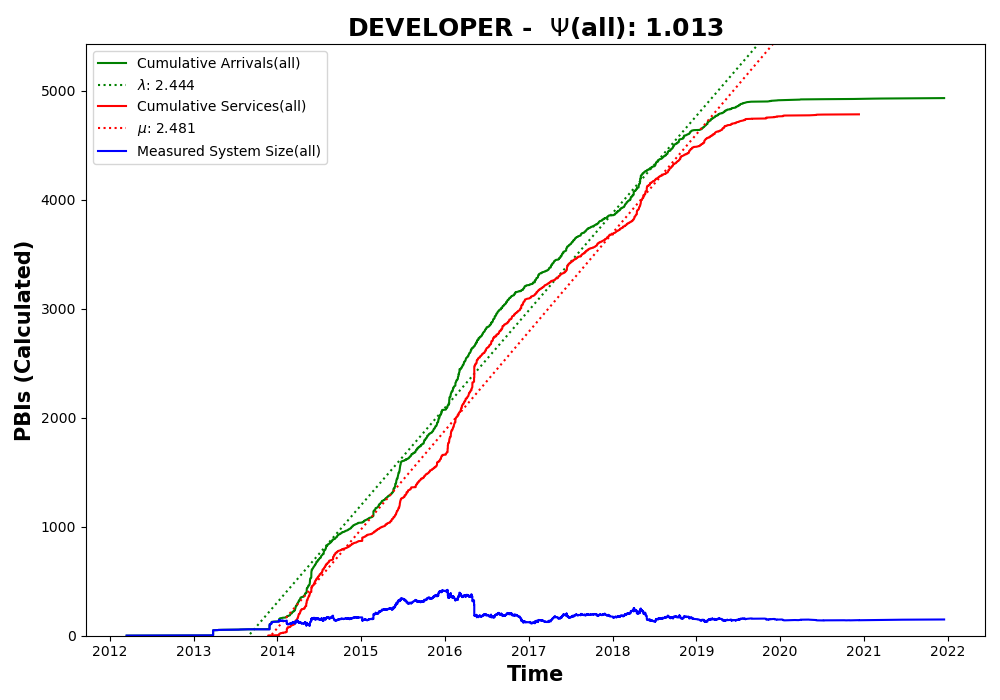 DEVELOPER -  Ψ(all): 1.013
Cumulative Arrivals(all)
λ: 2.444
Cumulative Services(all)
μ: 2.481
Measured System Size(all)
PBIs (Calculated)
5000
4000
3000
2000
1000
0
2012 2013 2014 2015 2016 2017 2018 2019 2020 2021 2022
Time